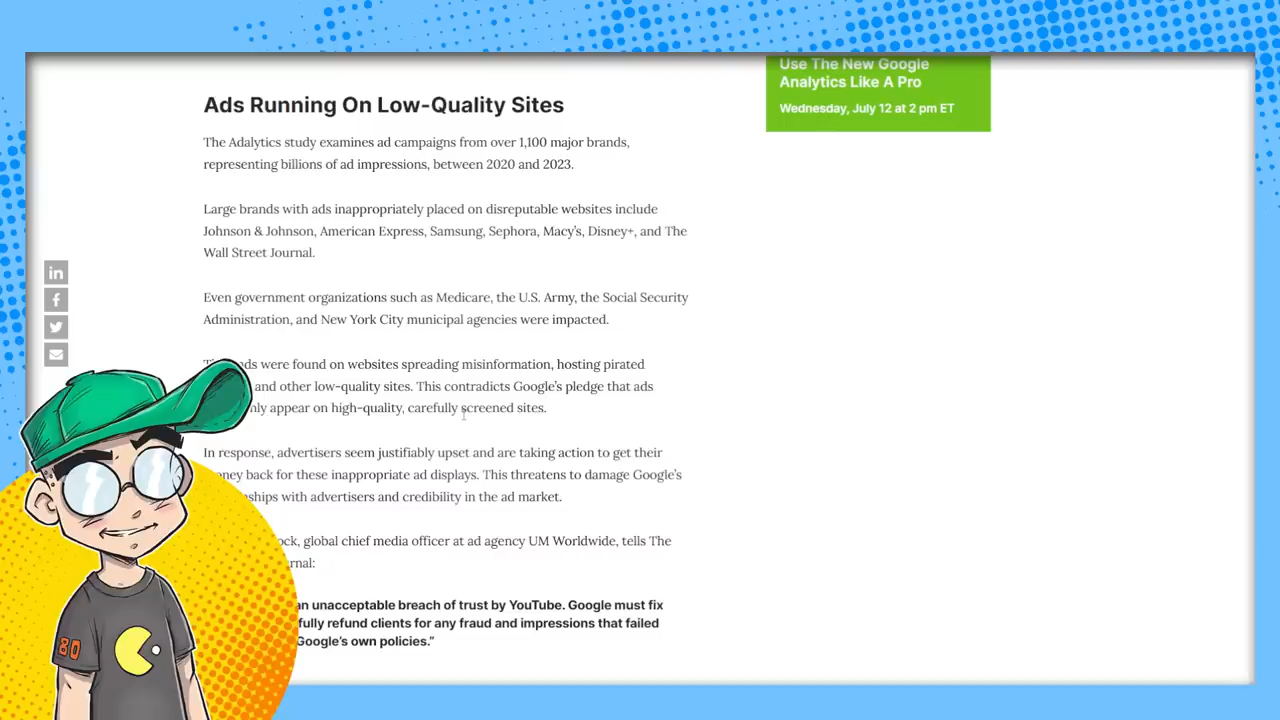 Use The New Google
Analytics Like A Pro
Wednesday, July 12 at 2 pm ET
Ads Running On Low-Quality Sites
The Adalytics study examines ad campaigns from over 1,100 major brands,
representing billions of ad impressions, between 2020 and 2023.
Large brands with ads inappropriately placed on disreputable websites include
Johnson & Johnson, American Express, Samsung, Sephora, Macy's, Disney+, and The
Wall Street Journal.
Even government organizations such as Medicare, the U.S. Army, the Social Security
Administration, and New York City municipal agencies were impacted.
were found on websites spreading misinformation, hosting pirated
and other low-quality sites. This contradicts Google's pledge that ads
appear on high-quality, carefully screened sites.
In response, advertisers seem justifiably upset and are taking action to get their
money back for these inappropriate ad displays. This threatens to damage Google's
with advertisers and credibility in the ad market.
global chief media officer at ad agency UM Worldwide, tells The
an unacceptable breach of trust by YouTube. Google must fix
fully refund clients for any fraud and impressions that failed
Google's own policies."
in
f
80